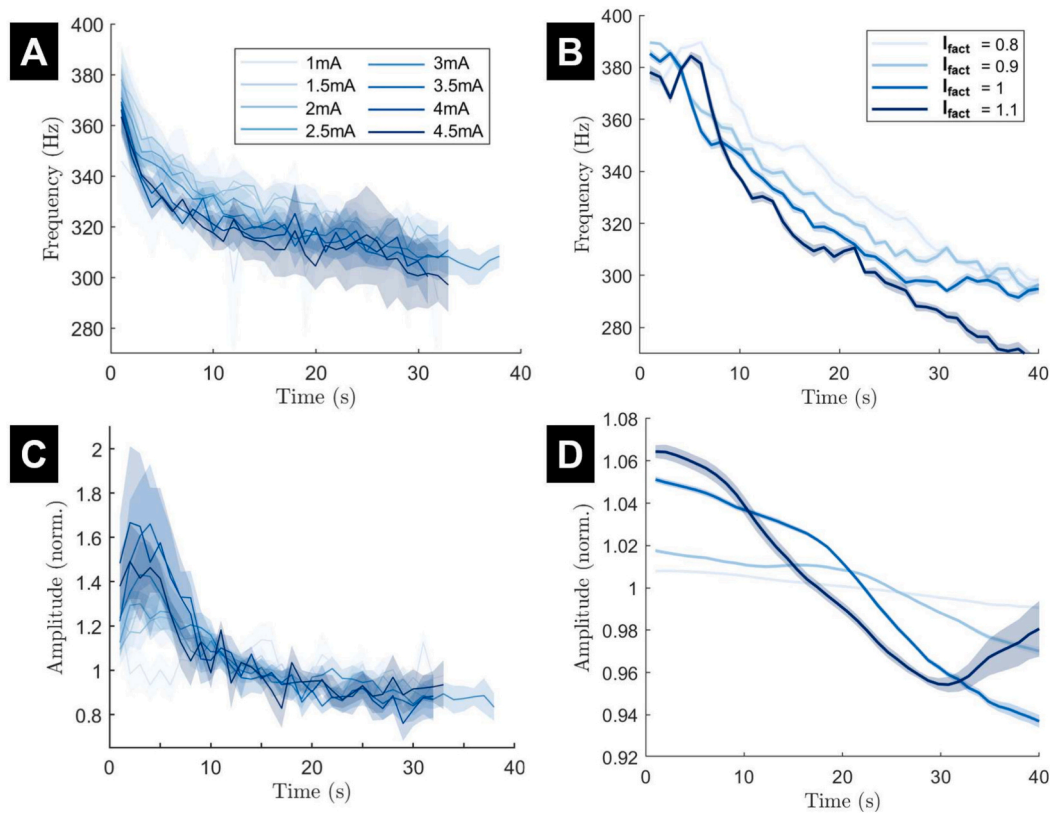 A
400
380
360
340
320
300
280
0
10
20
30
40
Frequency (Hz)
Time (s)
1mA
1.5mA
2mA
2.5mA
3mA
3.5mA
4mA
4.5mA
B
400
380
360
340
320
300
280
0
10
20
30
40
Frequency (Hz)
Time (s)
I_fact = 0.8
I_fact = 0.9
I_fact = 1
I_fact = 1.1
C
2
1.8
1.6
1.4
1.2
1
0.8
0
10
20
30
40
Amplitude (norm.)
Time (s)
D
1.08
1.06
1.04
1.02
1
0.98
0.96
0.94
0.92
0
10
20
30
40
Amplitude (norm.)
Time (s)